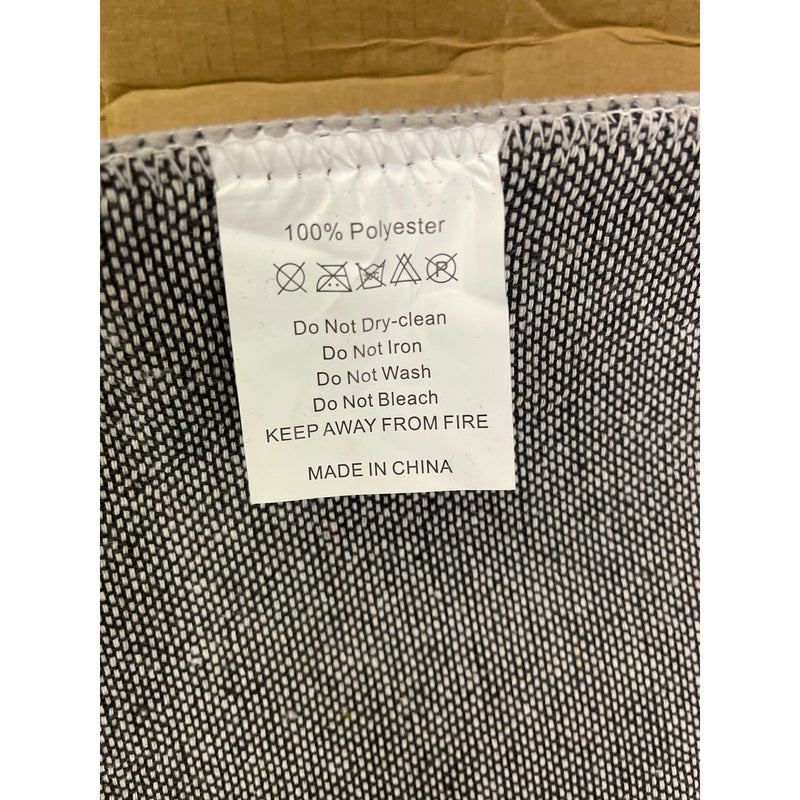 100% Polyester
P
Do Not Dry-clean
Do Not Iron
Do Not Wash
Do Not Bleach
KEEP AWAY FROM FIRE
MADE IN CHINA